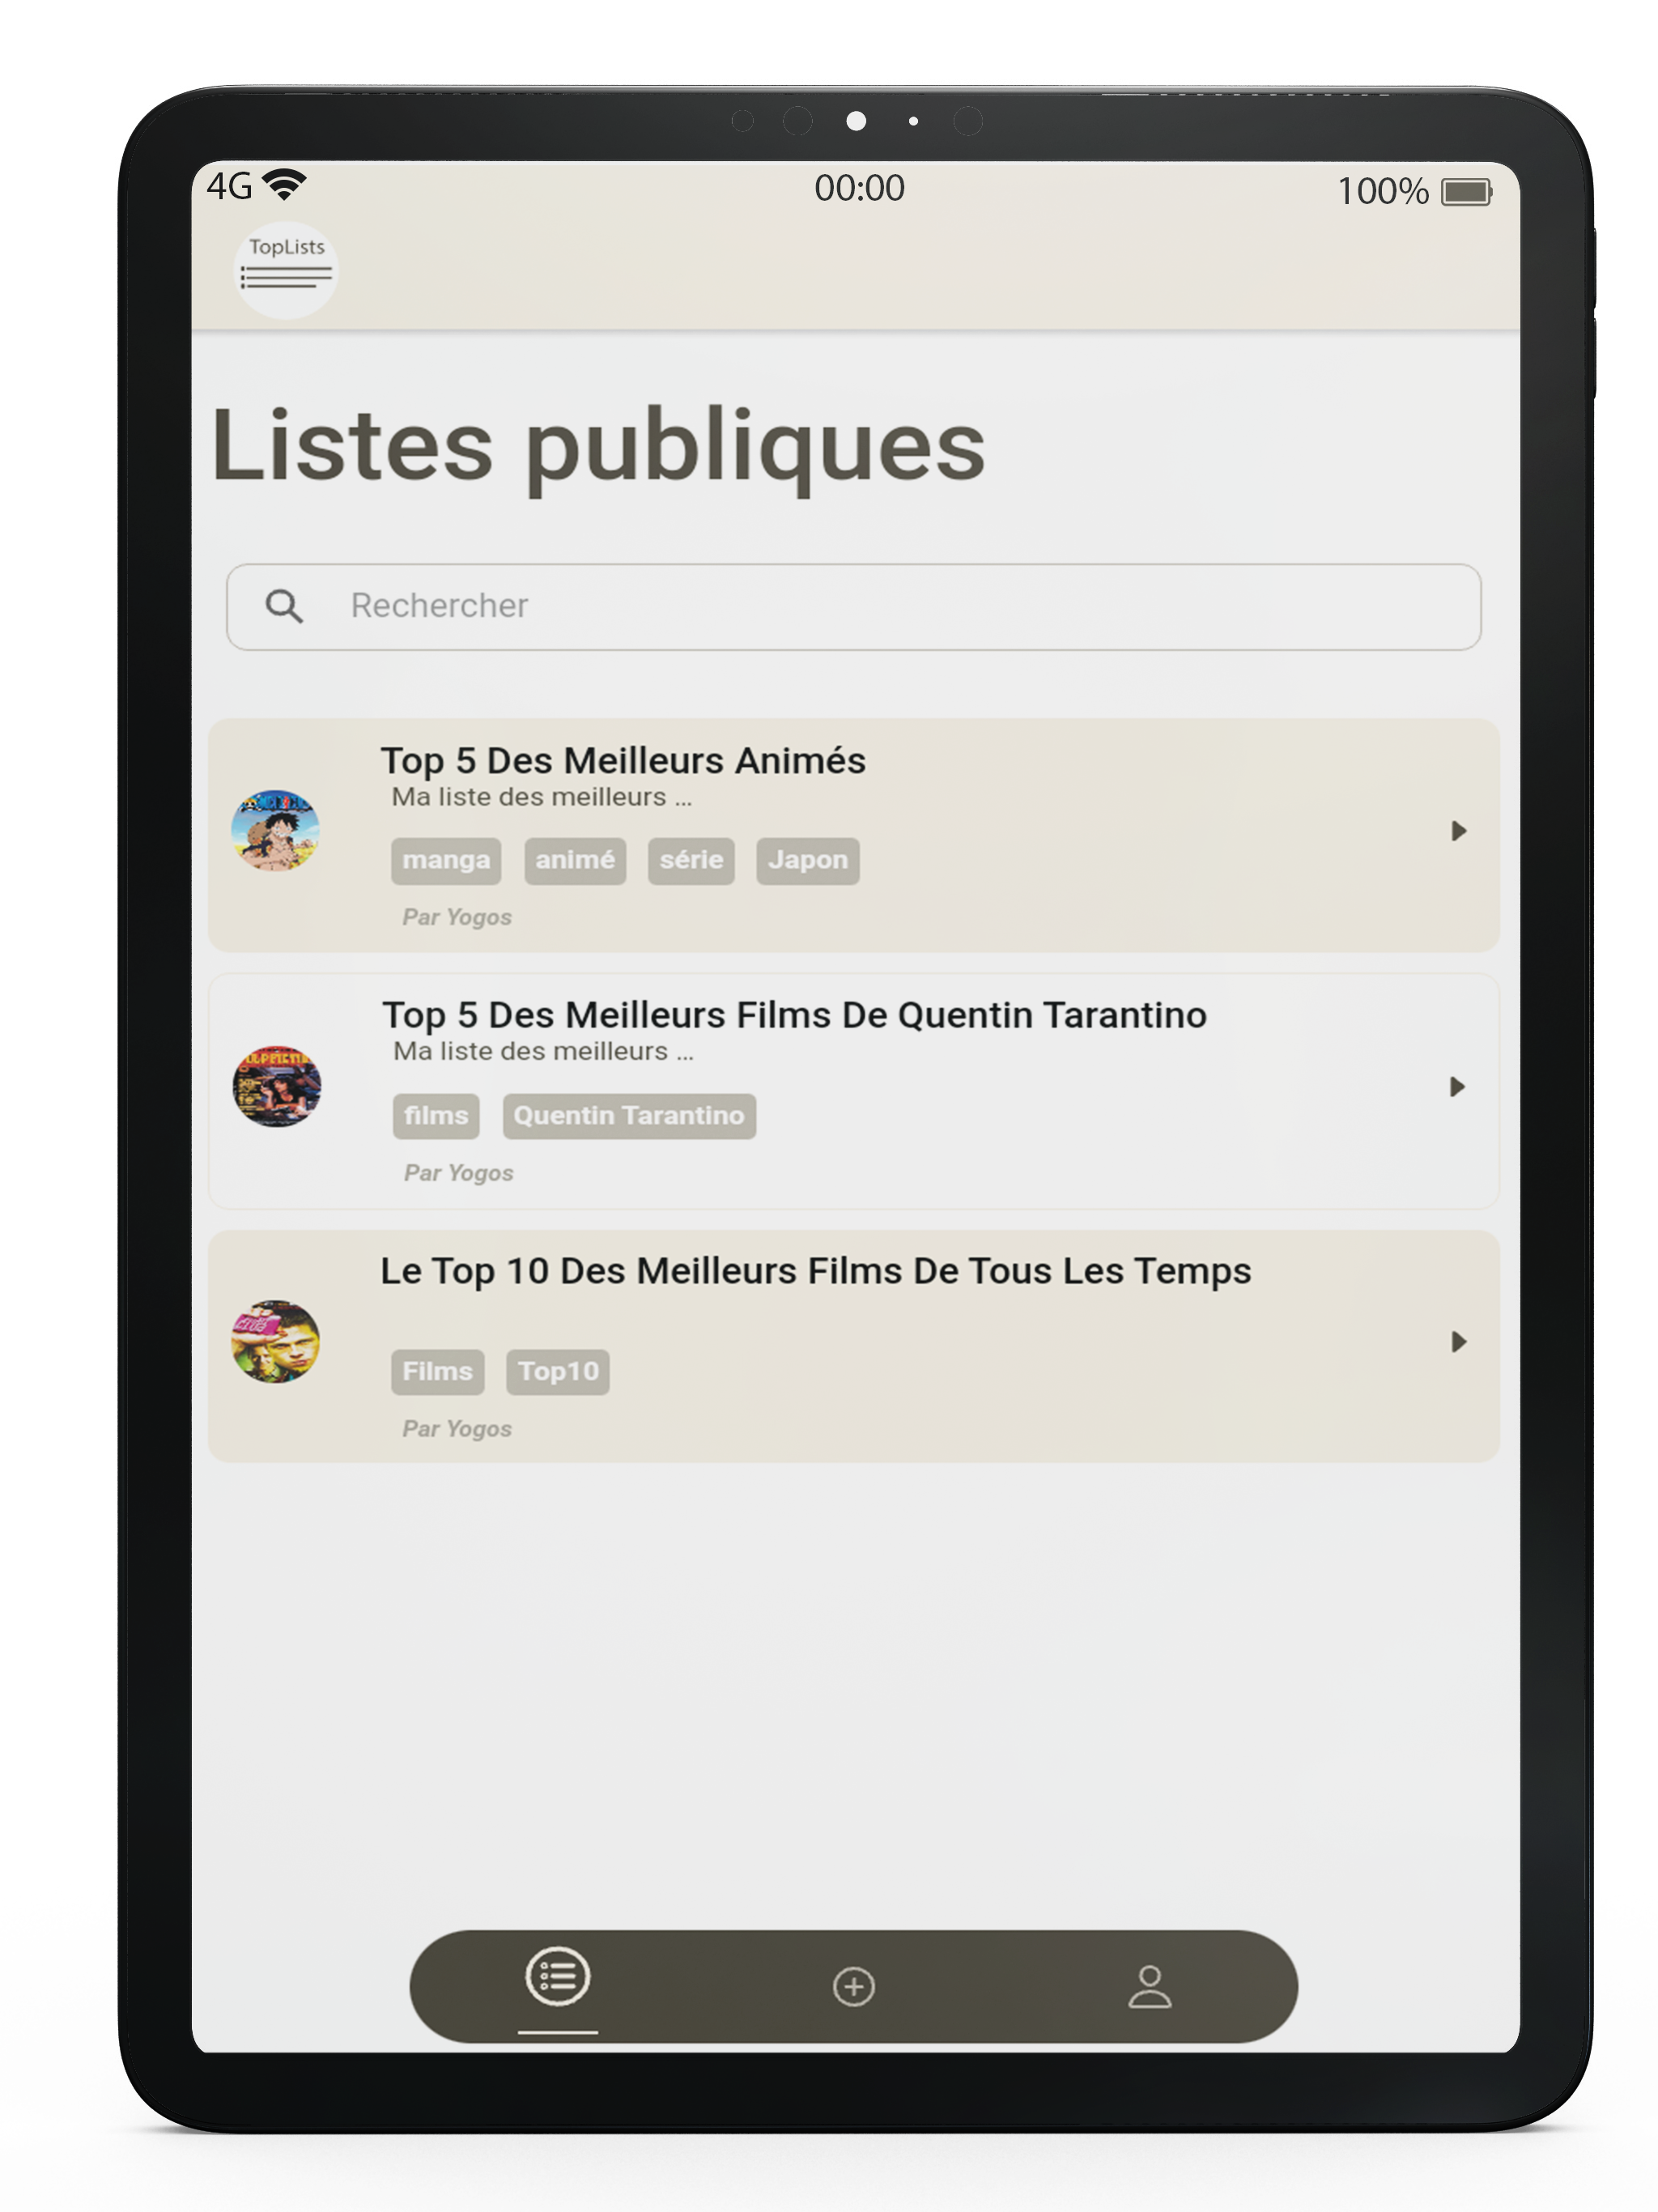 4G 00:00 100%
TopLists
Listes publiques
Rechercher
Top 5 Des Meilleurs Animés
Ma liste des meilleurs ...
manga animé série Japon
Par Yogos
Top 5 Des Meilleurs Films De Quentin Tarantino
Ma liste des meilleurs ...
films Quentin Tarantino
Par Yogos
Le Top 10 Des Meilleurs Films De Tous Les Temps
Films Top10
Par Yogos